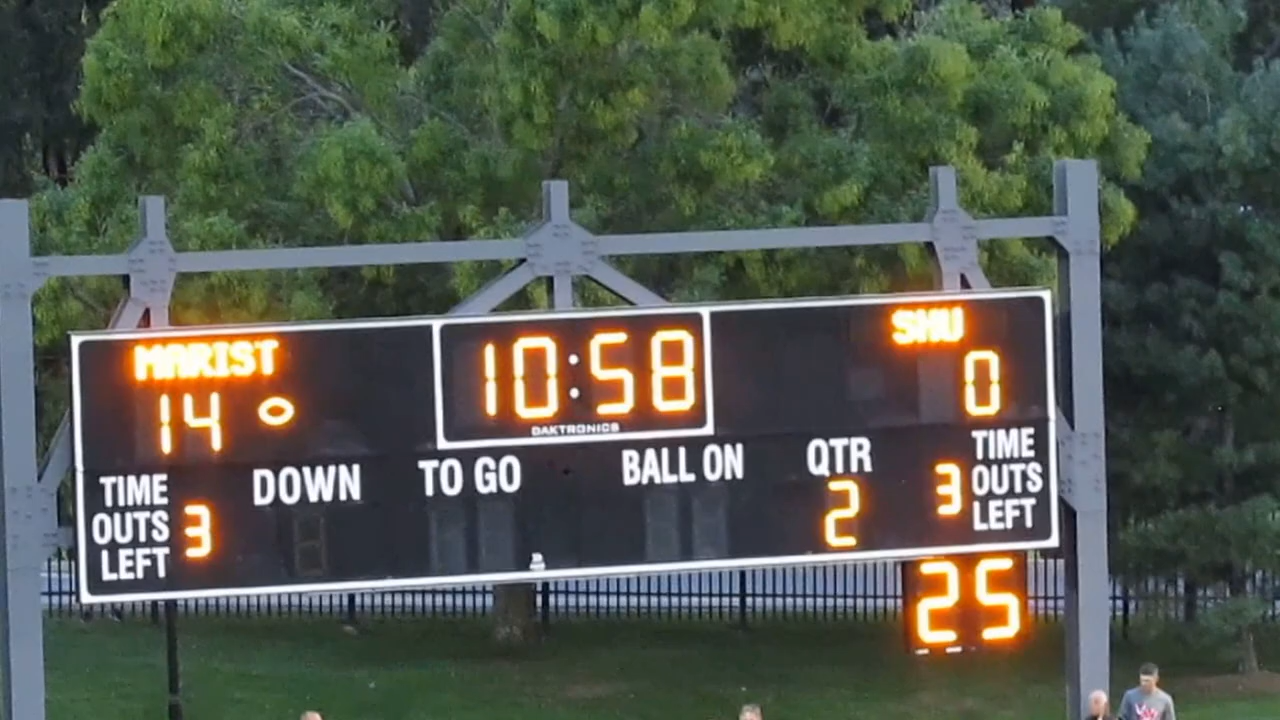 MARIST
10:58
SHU
14
0
DAKTRONICS
TIME OUTS LEFT
3
DOWN
TO GO
BALL ON
QTR
2
3
TIME OUTS LEFT
25